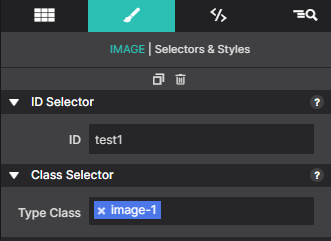 IMAGE | Selectors & Styles
ID Selector ?
ID test1
Class Selector ?
Type Class × image-1